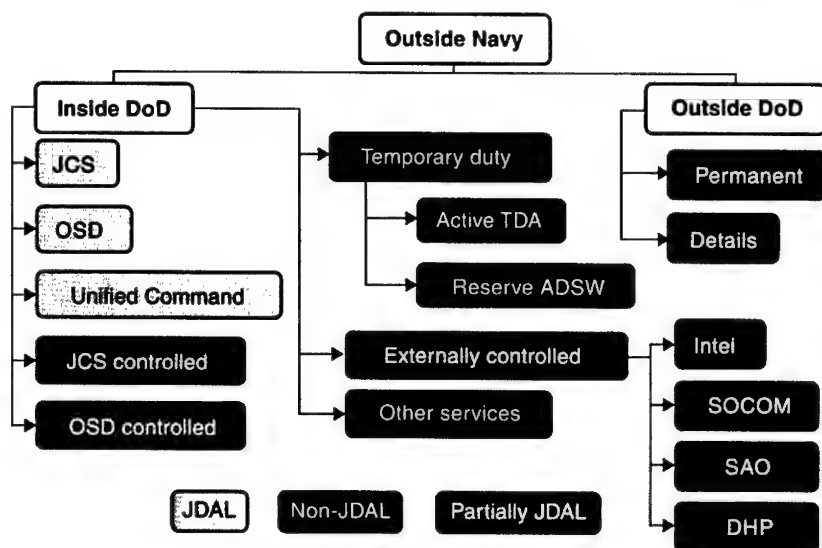 Outside Navy
Inside DoD
Outside DoD
JCS
OSD
Unified Command
JCS controlled
OSD controlled
Temporary duty
Active TDA
Reserve ADSW
Externally controlled
Other services
Permanent
Details
Intel
SOCOM
SAO
DHP
JDAL
Non-JDAL
Partially JDAL